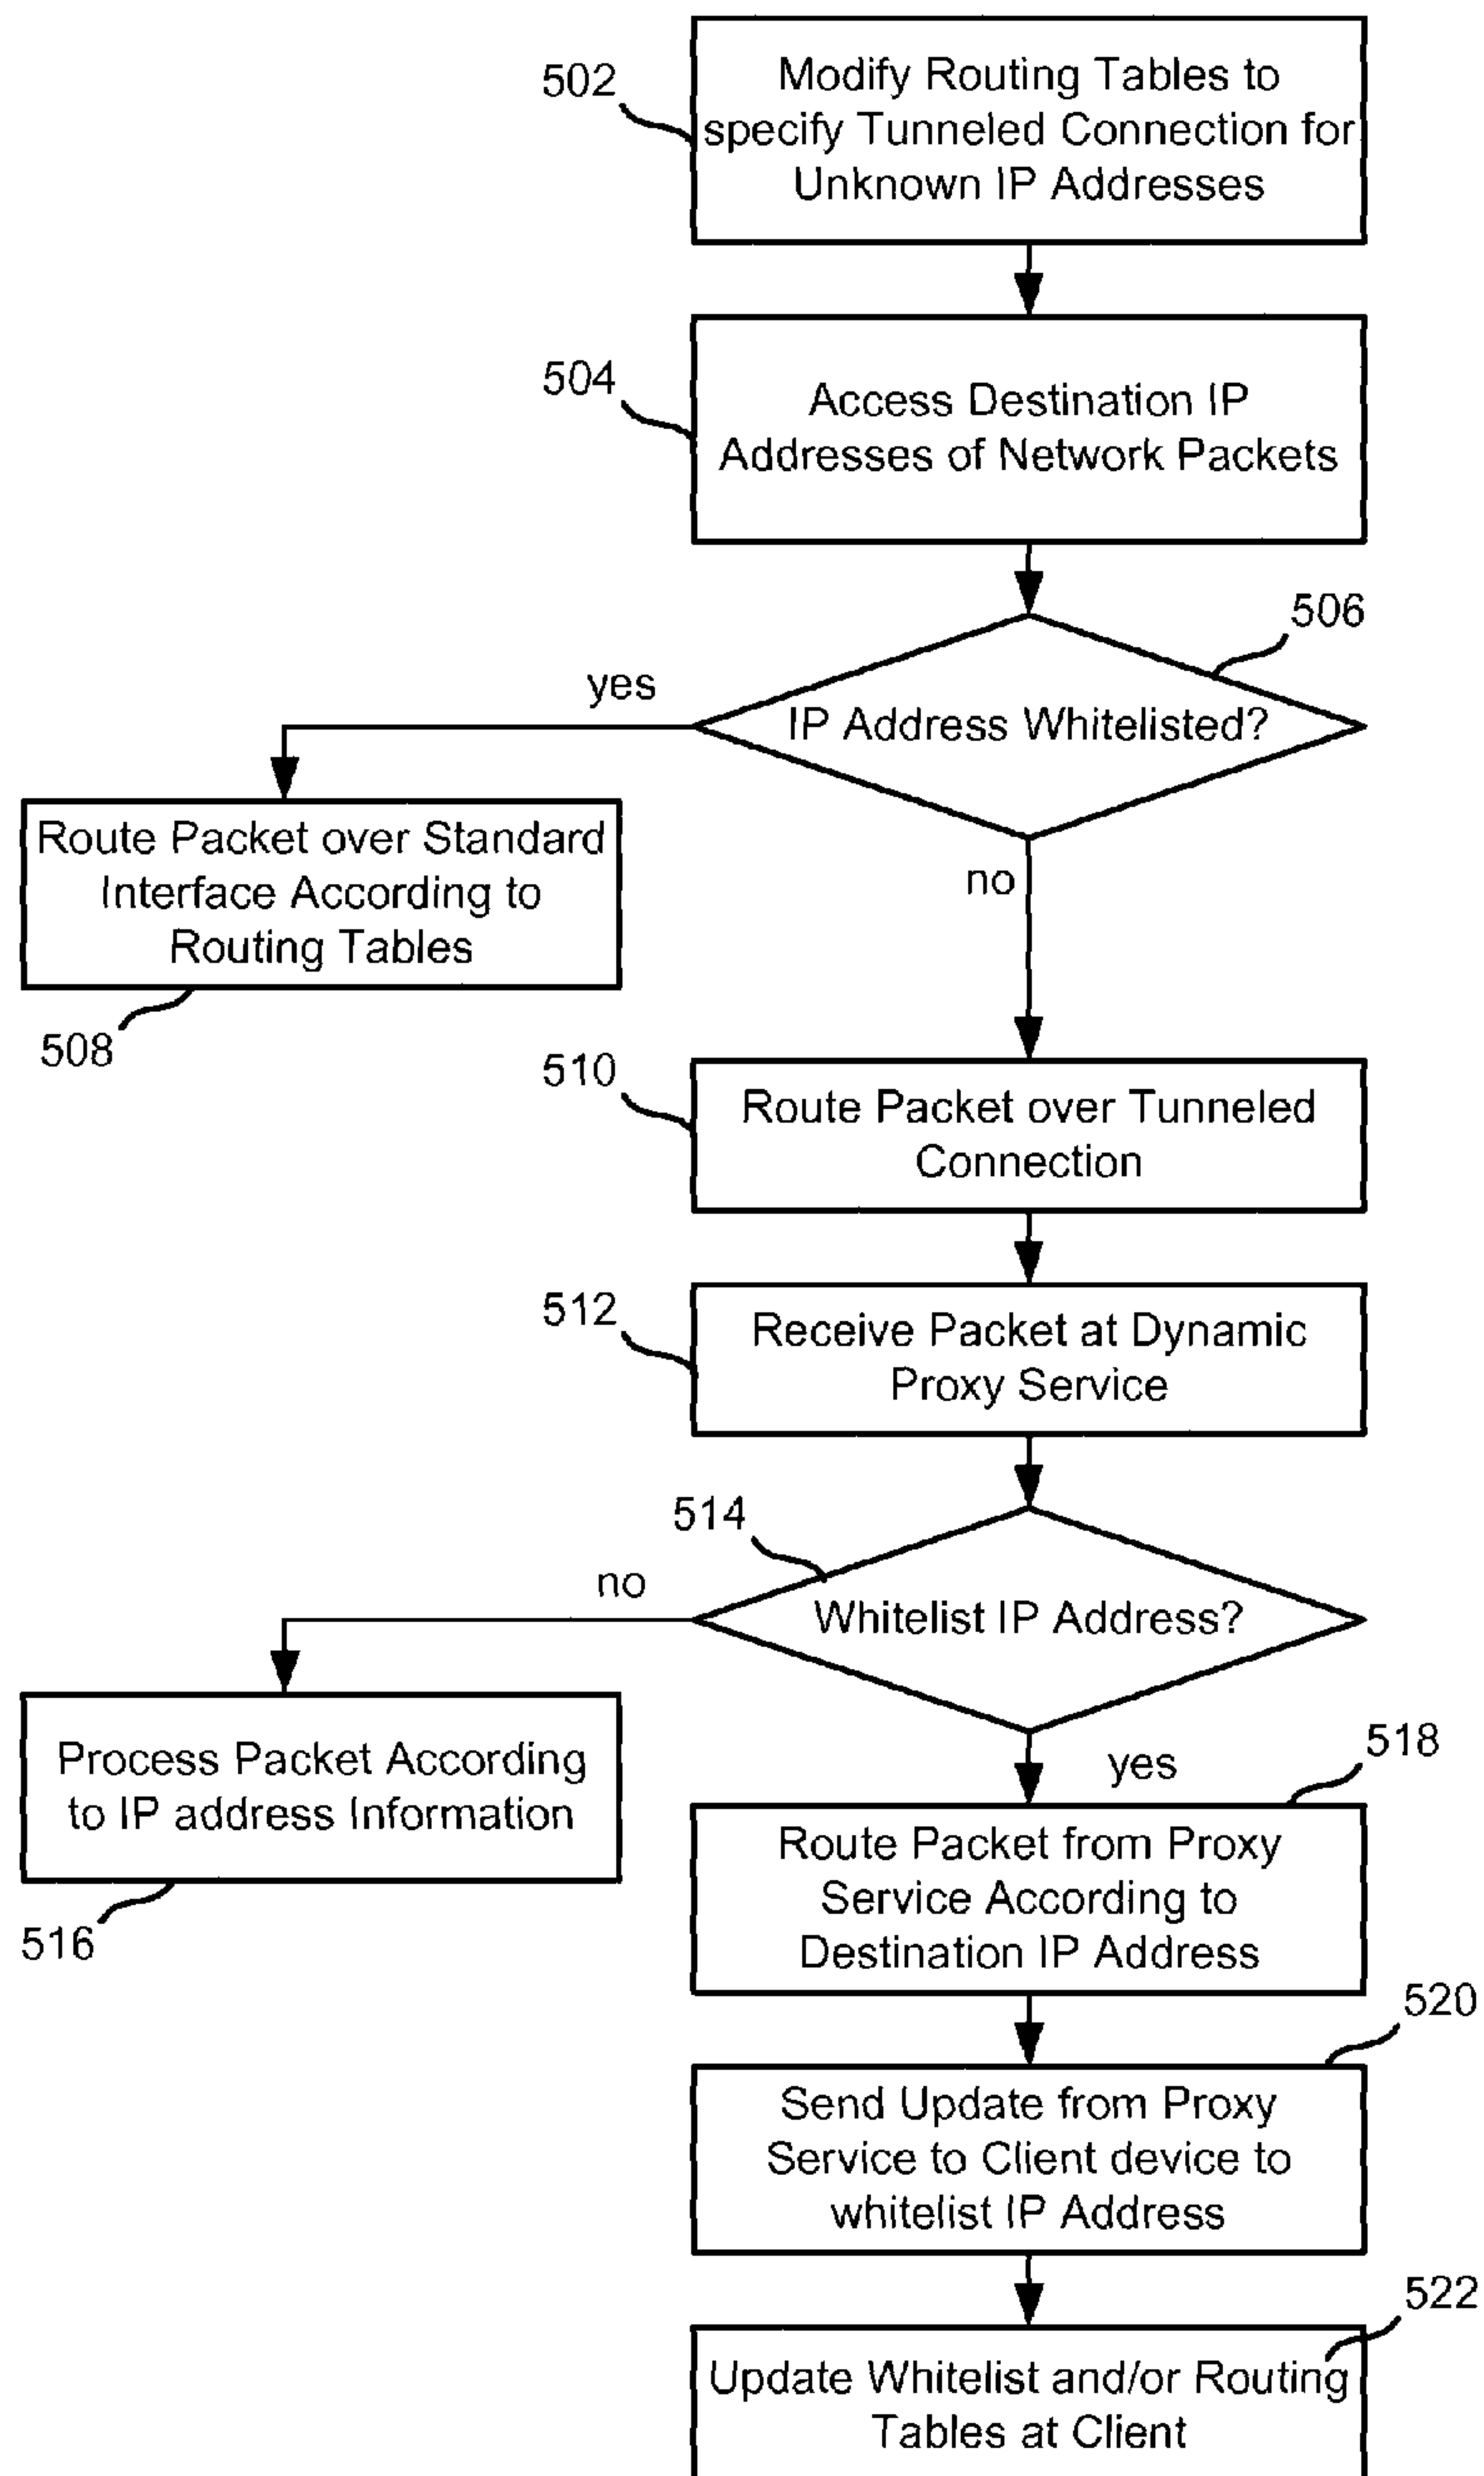 502
Modify Routing Tables to
specify Tunneled Connection for
Unknown IP Addresses
504
Access Destination IP
Addresses of Network Packets
506
yes
IP Address Whitelisted?
no
Route Packet over Standard
Interface According to
Routing Tables
508
510
Route Packet over Tunneled
Connection
512
Receive Packet at Dynamic
Proxy Service
514
no
Whitelist IP Address?
yes
Process Packet According
to IP address Information
516
518
Route Packet from Proxy
Service According to
Destination IP Address
520
Send Update from Proxy
Service to Client device to
whitelist IP Address
522
Update Whitelist and/or Routing
Tables at Client